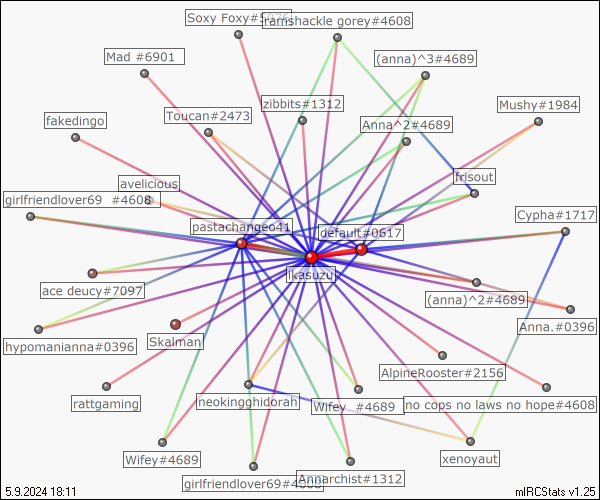 Soxy Foxy
ramshackle gorey#4608
Mad #6901
(anna)^3#4689
zibbits#1312
Mushy#1984
Toucan#2473
fakedingo
Anna^2#4689
avelicious
frisout
girlfriendlover69 #4608
Cypha#1717
pastachangeo41
default#0617
ikasuzu
ace deucy#7097
(anna)^2#4689
Anna.#0396
Skalman
hypomanianna#0396
AlpineRooster#2156
rattgaming
neokingghidorah
Wifey #4689
no cops no laws no hope#4608
Wifey#4689
xenoyaut
girlfriendlover69#4608
Annarchist#1312
5.9.2024 18:11
mIRCStats v1.25